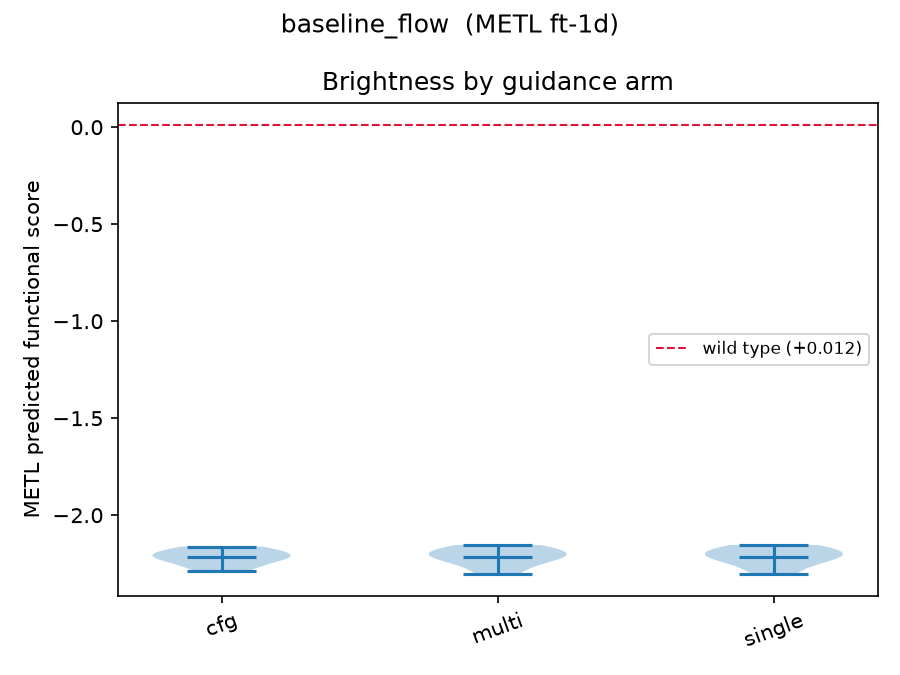 baseline_flow  (METL ft-1d)
Brightness by guidance arm
METL predicted functional score
0.0
−0.5
−1.0
−1.5
−2.0
wild type (+0.012)
cfg
multi
single